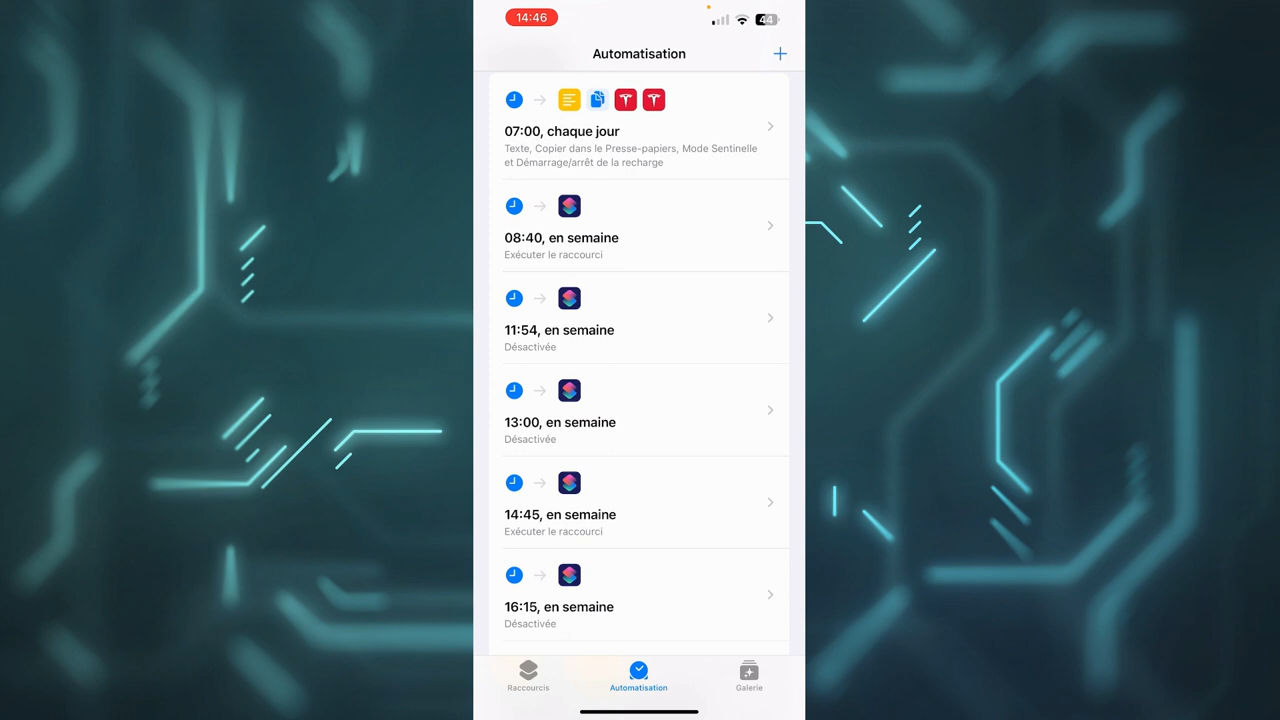 14:46
44
Automatisation
07:00, chaque jour
Texte, Copier dans le Presse-papiers, Mode Sentinelle
et Démarrage/arrêt de la recharge
08:40, en semaine
Exécuter le raccourci
11:54, en semaine
Désactivée
13:00, en semaine
Désactivée
14:45, en semaine
Exécuter le raccourci
16:15, en semaine
Désactivée
Raccourcis
Automatisation
Galerie